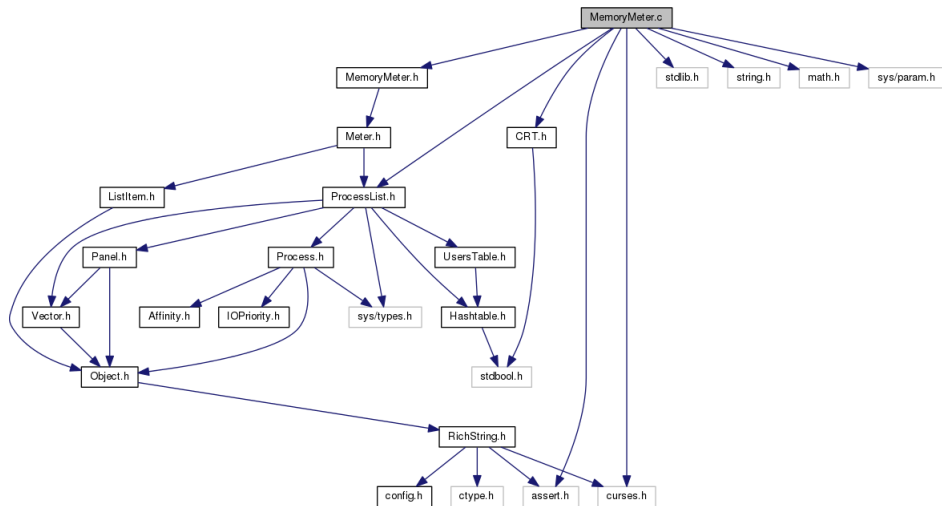 MemoryMeter.c
MemoryMeter.h
stdlib.h
string.h
math.h
sys/param.h
Meter.h
CRT.h
ListItem.h
ProcessList.h
Panel.h
Process.h
UsersTable.h
Vector.h
Affinity.h
IOPriority.h
sys/types.h
Hashtable.h
Object.h
stdbool.h
RichString.h
config.h
ctype.h
assert.h
curses.h